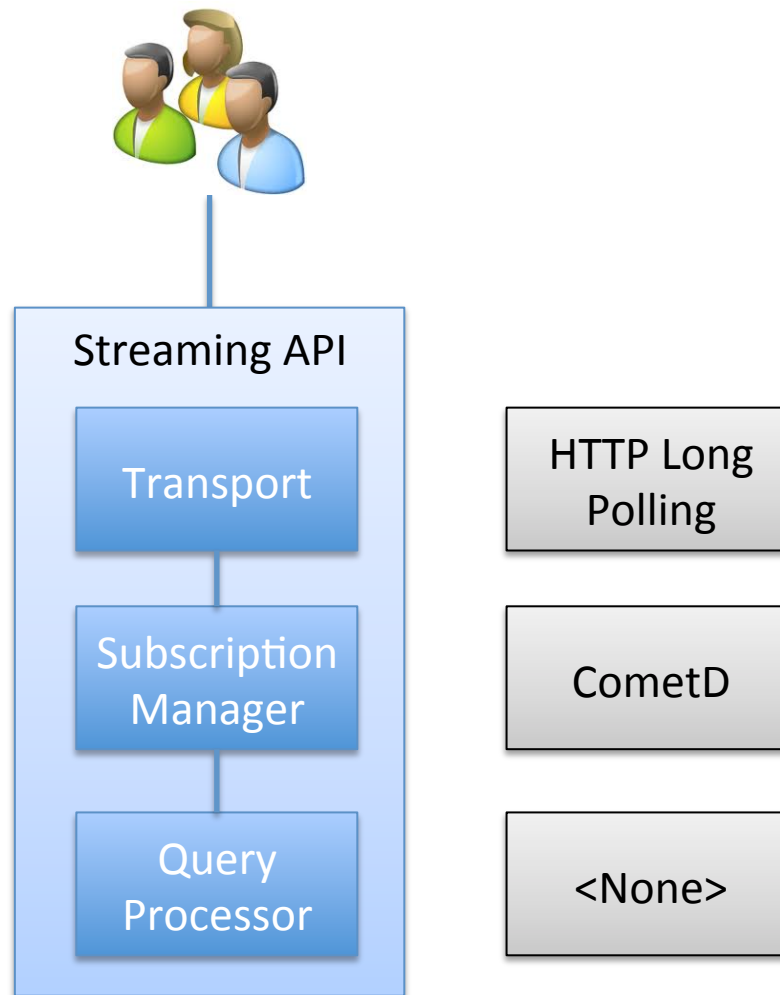 Streaming API
Transport
HTTP Long
Polling
Subscription
Manager
CometD
Query
Processor
<None>